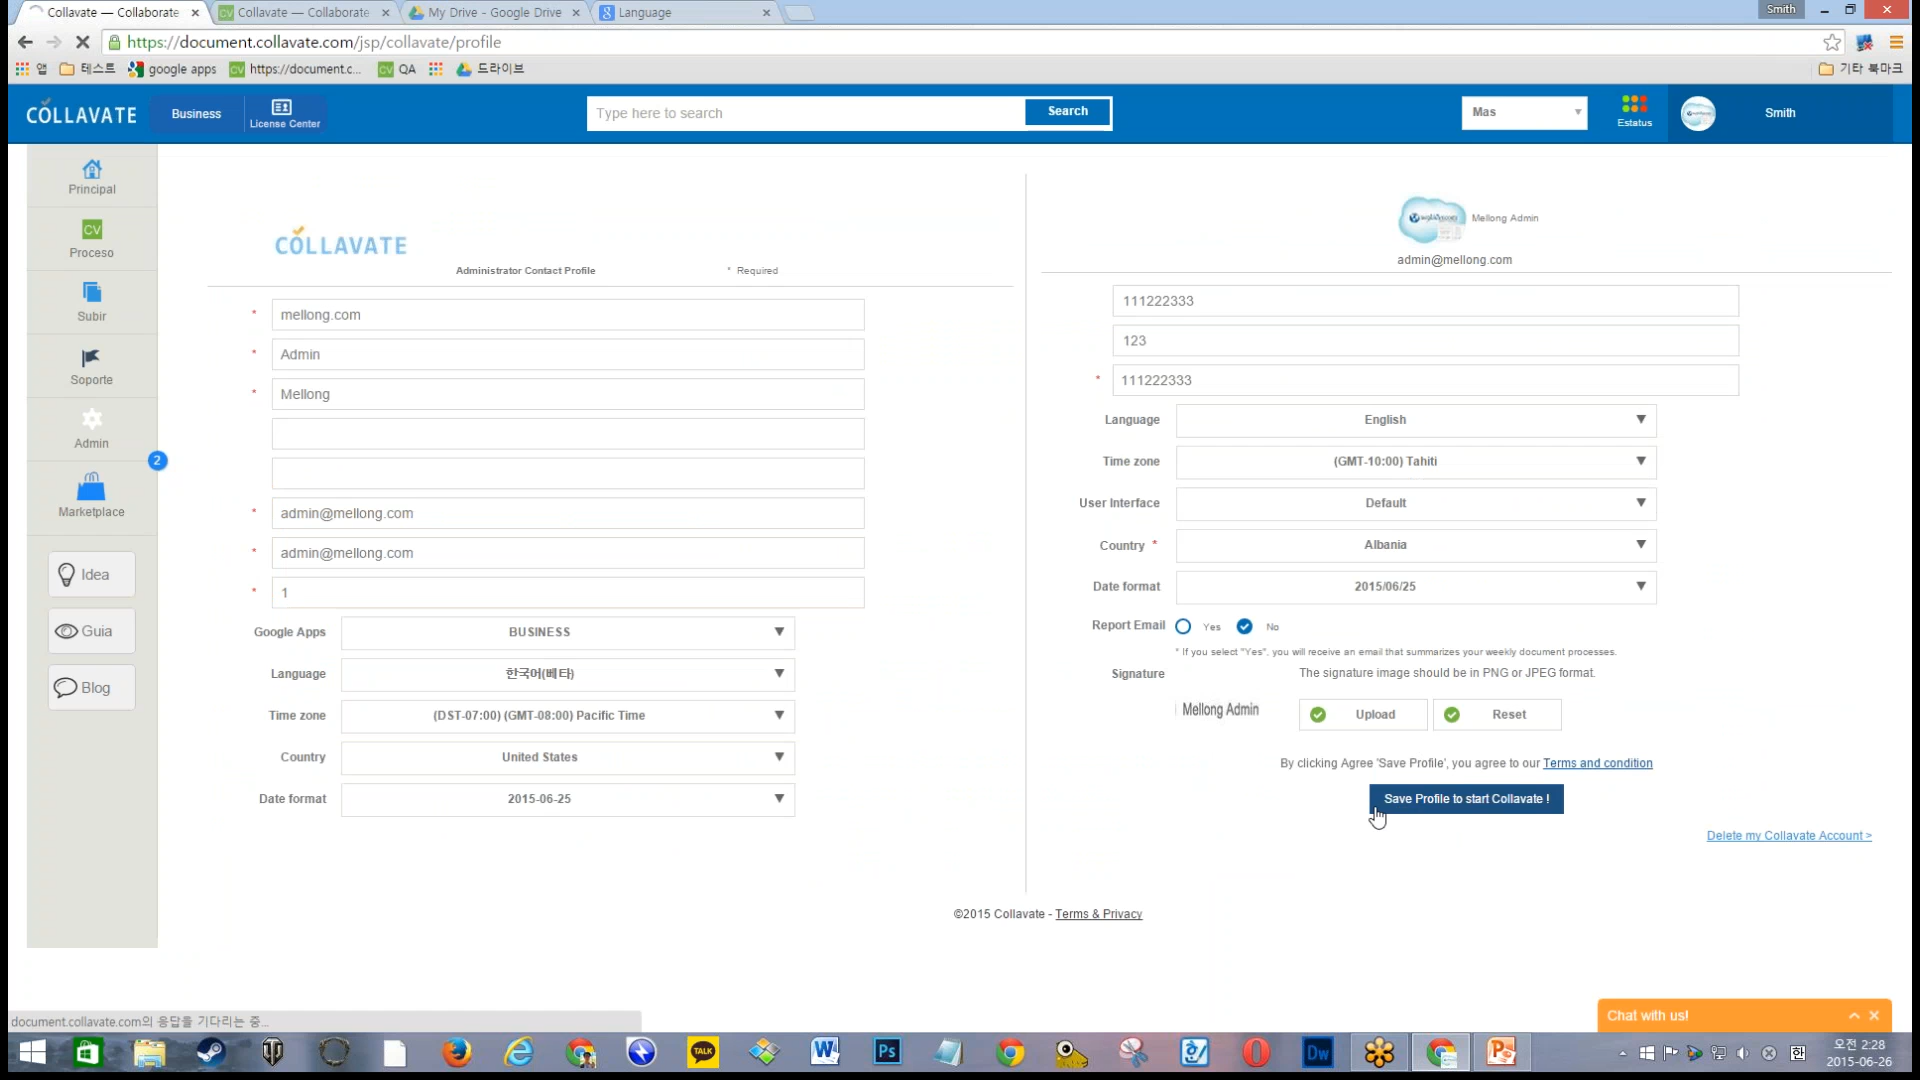 Collavate — Collaborate
Collavate — Collaborate
My Drive - Google Drive
Language
Smith
https://document.collavate.com/jsp/collavate/profile
앱
테스트
google apps
https://document.c...
QA
드라이브
기타 북마크
COLLAVATE
Business
License Center
Type here to search
Search
Mas
Estatus
Smith
Principal
CV
Proceso
Subir
Soporte
Admin
2
Marketplace
Idea
Guia
Blog
COLLAVATE
Administrator Contact Profile
* Required
* mellong.com
* Admin
* Mellong
* admin@mellong.com
* admin@mellong.com
* 1
Google Apps BUSINESS
Language 한국어(베타)
Time zone (DST-07:00) (GMT-08:00) Pacific Time
Country United States
Date format 2015-06-25
Mellong Admin
admin@mellong.com
111222333
123
* 111222333
Language English
Time zone (GMT-10:00) Tahiti
User Interface Default
Country * Albania
Date format 2015/06/25
Report Email Yes No
* If you select "Yes", you will receive an email that summarizes your weekly document processes.
Signature The signature image should be in PNG or JPEG format.
Mellong Admin Upload Reset
By clicking Agree 'Save Profile', you agree to our Terms and condition
Save Profile to start Collavate !
Delete my Collavate Account >
©2015 Collavate - Terms & Privacy
document.collavate.com의 응답을 기다리는 중...
Chat with us!
TALK
Ps
Dw
한
오전 2:28
2015-06-26